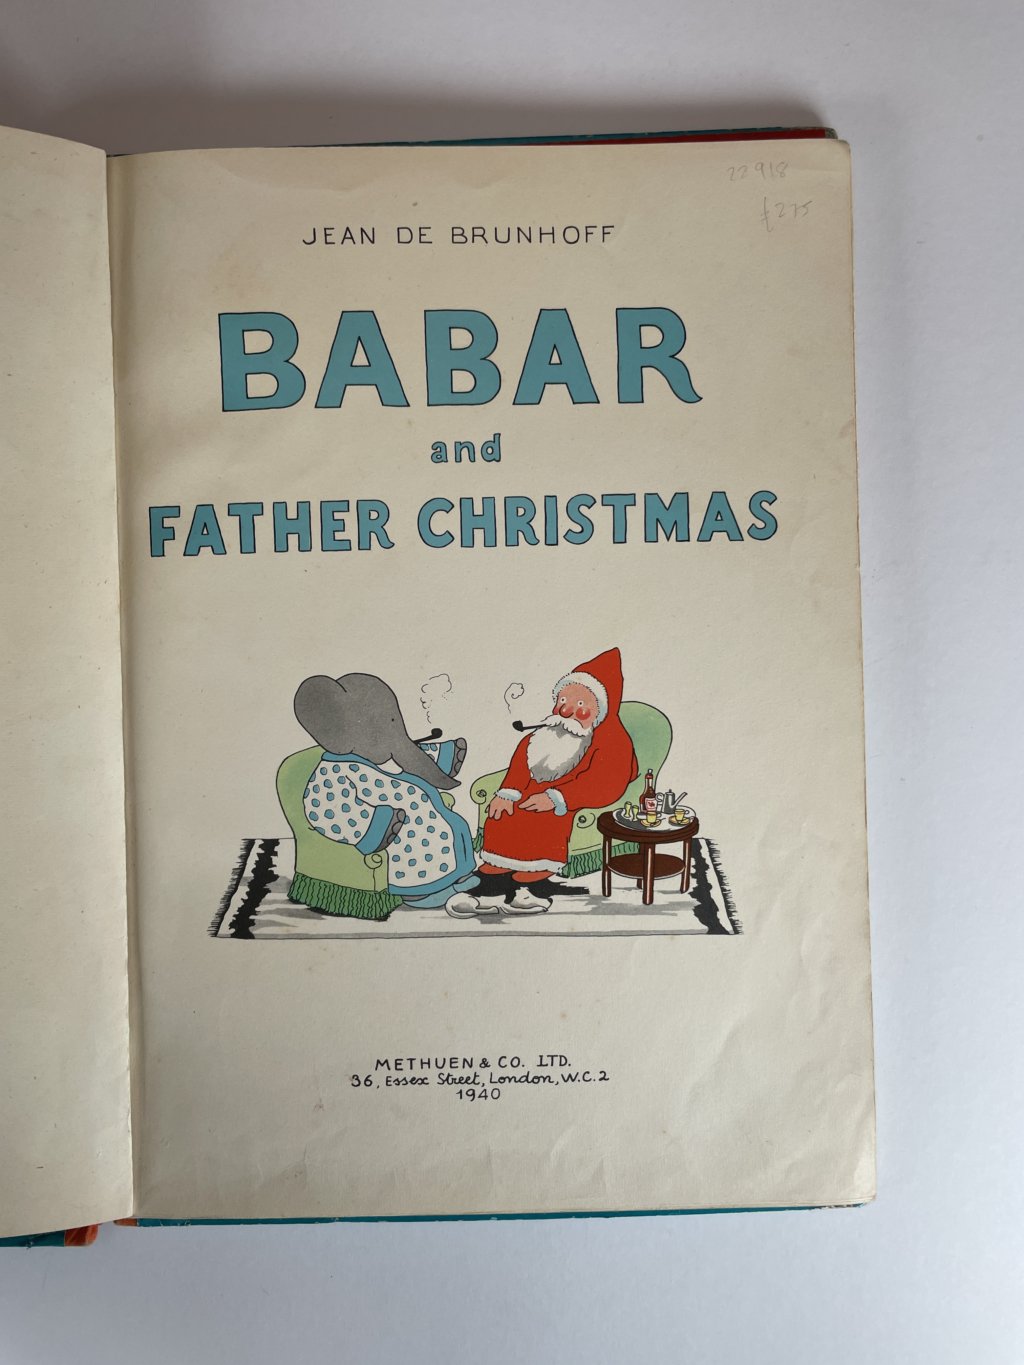 22918
£275
JEAN DE BRUNHOFF
BABAR
and
FATHER CHRISTMAS
METHUEN & CO. LTD.
36, Essex Street, London, W.C.2
1940